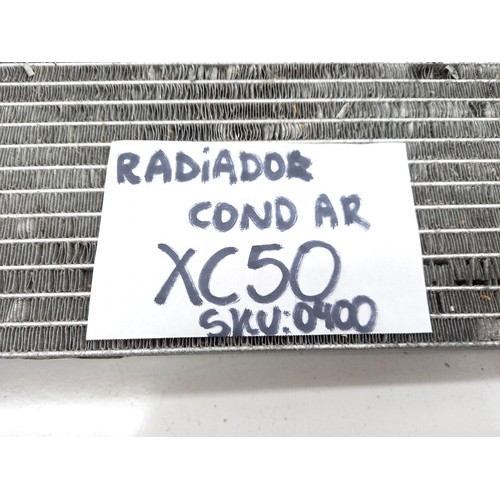 RADiADOR
COND AR
XC50
SKU:0400